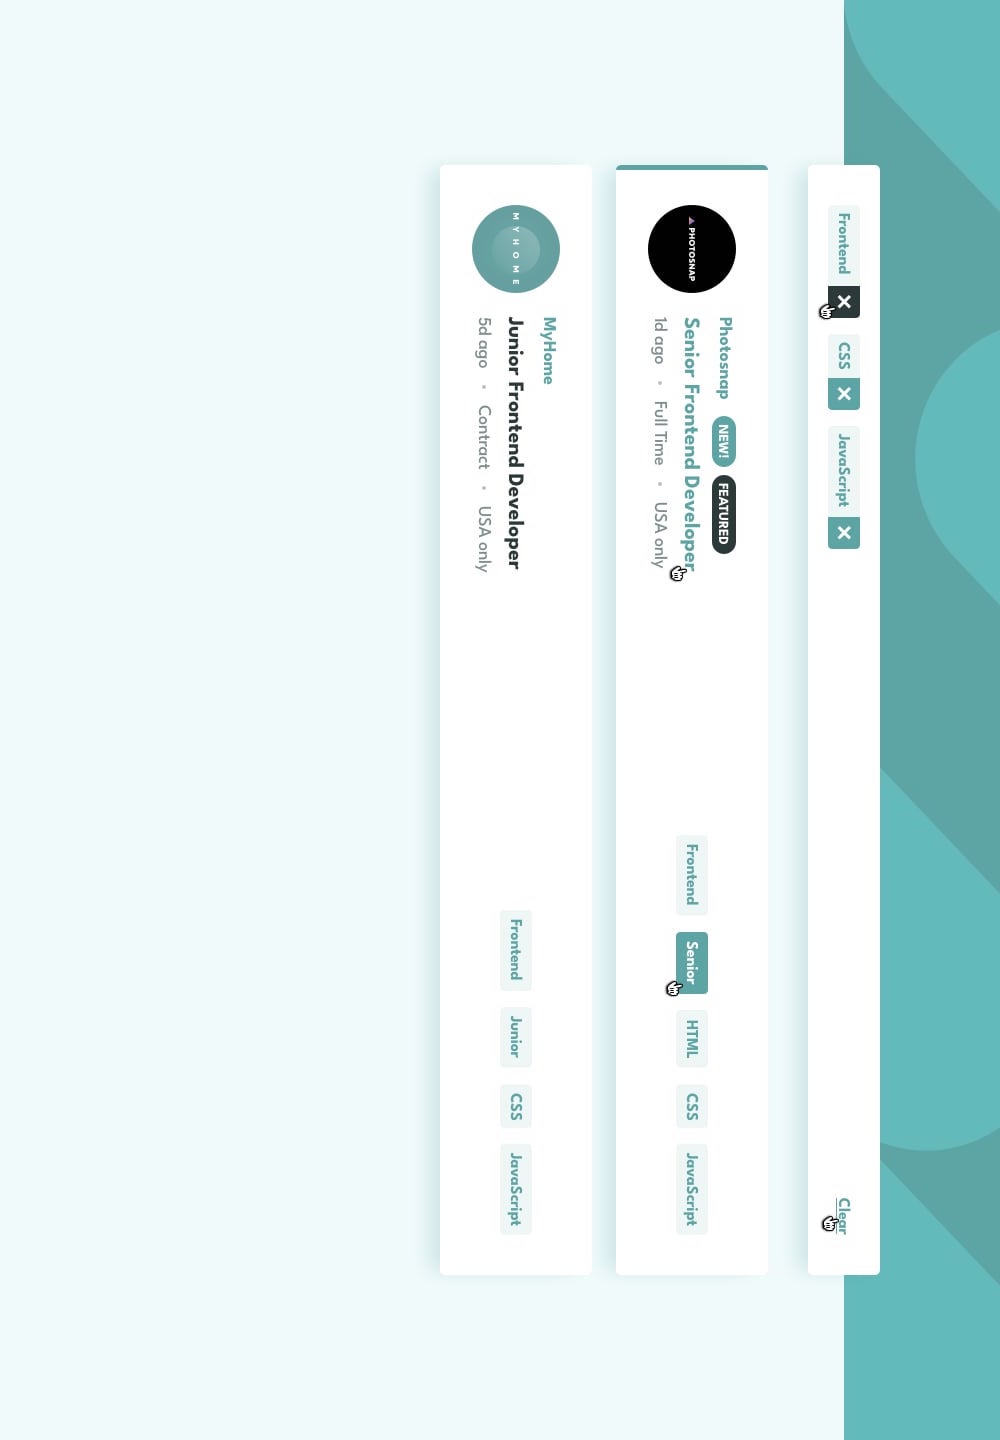 Frontend CSS JavaScript Clear
PHOTOSNAP
Photosnap NEW! FEATURED
Senior Frontend Developer
1d ago • Full Time • USA only
Frontend Senior HTML CSS JavaScript
MYHOME
MyHome
Junior Frontend Developer
5d ago • Contract • USA only
Frontend Junior CSS JavaScript